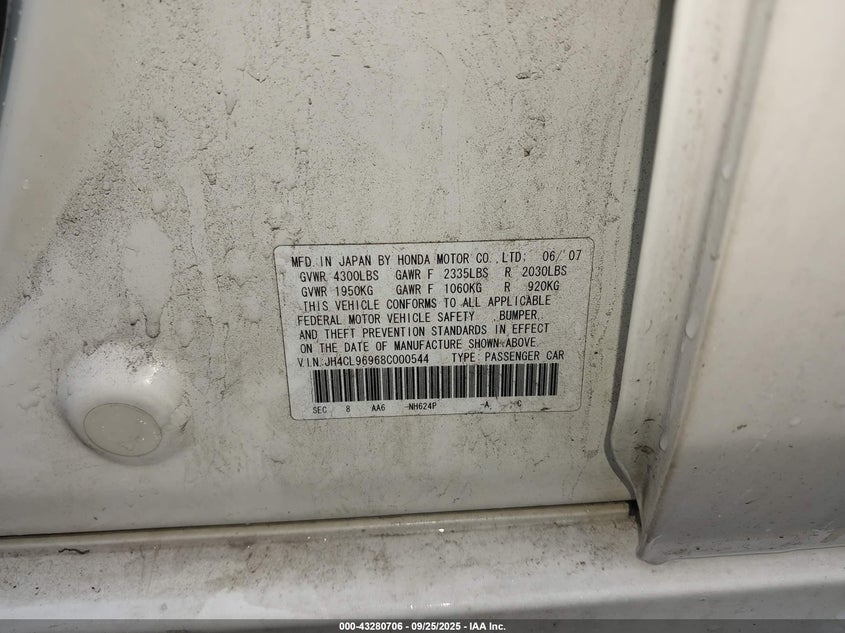 MFD. IN JAPAN BY HONDA MOTOR CO.,LTD; 06/'07
GVWR 4300LBS GAWR F 2335LBS R 2030LBS
GVWR 1950KG GAWR F 1060KG R 920KG
THIS VEHICLE CONFORMS TO ALL APPLICABLE
FEDERAL MOTOR VEHICLE SAFETY ,BUMPER,
AND THEFT PREVENTION STANDARDS IN EFFECT
ON THE DATE OF MANUFACTURE SHOWN ABOVE.
V.I.N:JH4CL96968C000544 TYPE: PASSENGER CAR
SEC 8 AA6 -NH624P -A, C
000-43280706 - 09/25/2025 - IAA Inc.